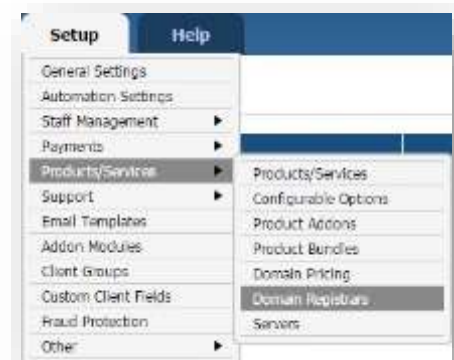 Setup Help
General Settings
Automation Settings
Staff Management
Payments
Products/Services
Support
Email Templates
Addon Modules
Client Groups
Custom Client Fields
Fraud Protection
Other
Products/Services
Configurable Options
Product Addons
Product Bundles
Domain Pricing
Domain Registrars
Servers